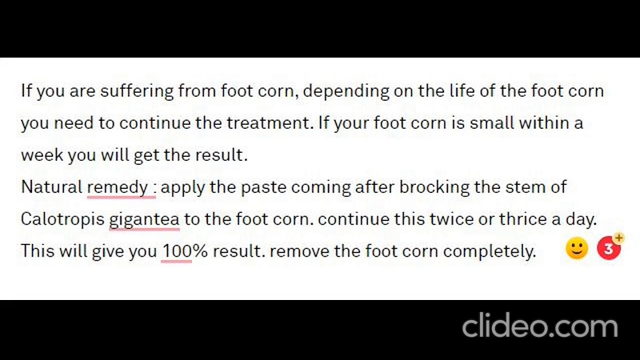 If you are suffering from foot corn, depending on the life of the foot corn
you need to continue the treatment. If your foot corn is small within a
week you will get the result.
Natural remedy : apply the paste coming after brocking the stem of
Calotropis gigantea to the foot corn. continue this twice or thrice a day.
This will give you 100% result. remove the foot corn completely.
3
clideo.com